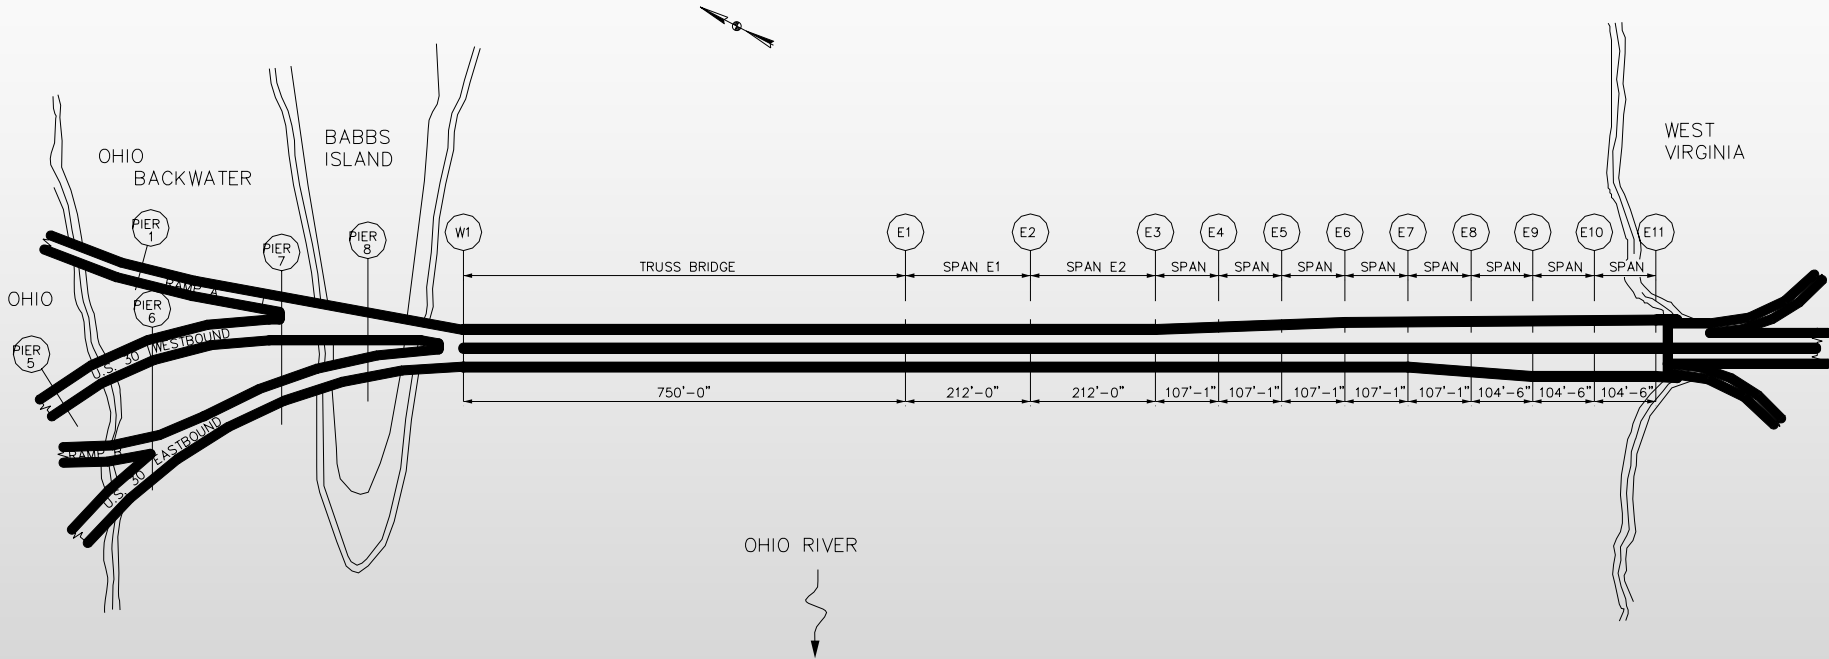 BABBS
ISLAND
WEST
VIRGINIA
OHIO
BACKWATER
PIER
1
PIER
7
PIER
8
W1
E1
E2
E3
E4
E5
E6
E7
E8
E9
E10
E11
TRUSS BRIDGE
SPAN E1
SPAN E2
SPAN
SPAN
SPAN
SPAN
SPAN
SPAN
SPAN
SPAN
RAMP A
OHIO
PIER
6
PIER
5
U.S. 30 WESTBOUND
750'-0"
212'-0"
212'-0"
107'-1"
107'-1"
107'-1"
107'-1"
107'-1"
104'-6"
104'-6"
104'-6"
RAMP B
U.S. 30 EASTBOUND
OHIO RIVER